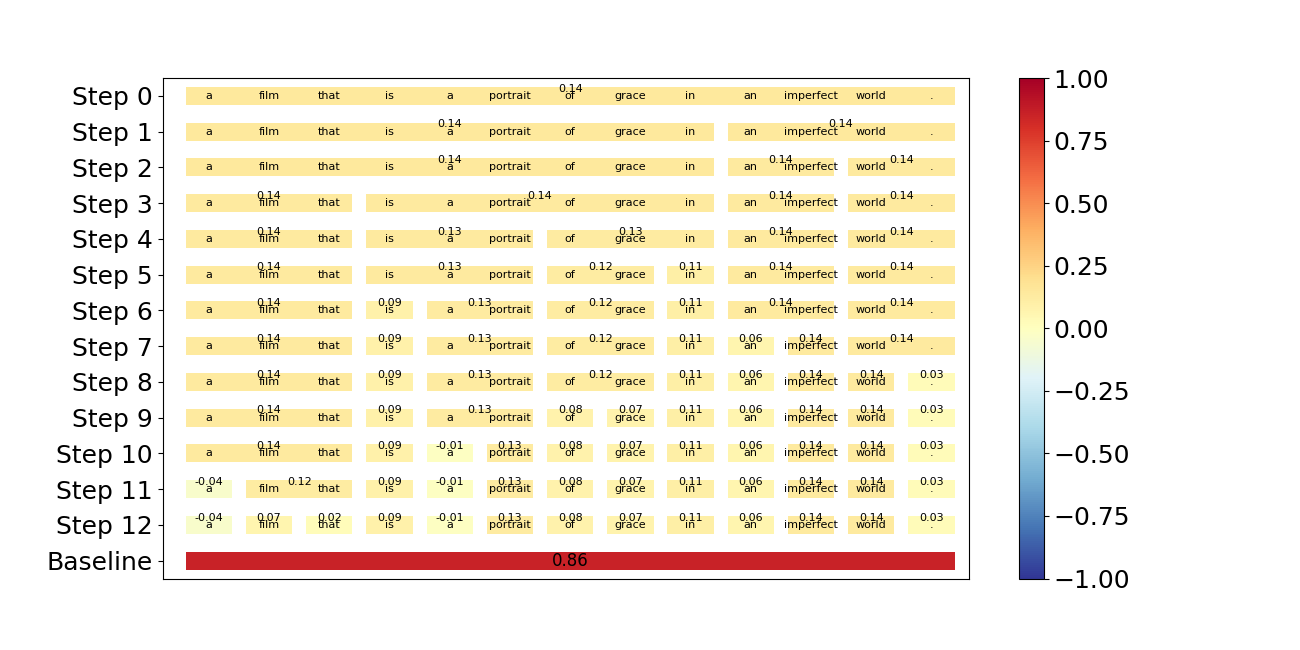 0.14
Step 0 a film that is a portrait of grace in an imperfect world .
0.14 0.14
Step 1 a film that is a portrait of grace in an imperfect world .
0.14 0.14 0.14
Step 2 a film that is a portrait of grace in an imperfect world .
0.14 0.14 0.14 0.14
Step 3 a film that is a portrait of grace in an imperfect world .
0.14 0.13 0.13 0.14 0.14
Step 4 a film that is a portrait of grace in an imperfect world .
0.14 0.13 0.12 0.11 0.14 0.14
Step 5 a film that is a portrait of grace in an imperfect world .
0.14 0.09 0.13 0.12 0.11 0.14 0.14
Step 6 a film that is a portrait of grace in an imperfect world .
0.14 0.09 0.13 0.12 0.11 0.06 0.14 0.14
Step 7 a film that is a portrait of grace in an imperfect world .
0.14 0.09 0.13 0.12 0.11 0.06 0.14 0.14 0.03
Step 8 a film that is a portrait of grace in an imperfect world .
0.14 0.09 0.13 0.08 0.07 0.11 0.06 0.14 0.14 0.03
Step 9 a film that is a portrait of grace in an imperfect world .
0.14 0.09 -0.01 0.13 0.08 0.07 0.11 0.06 0.14 0.14 0.03
Step 10 a film that is a portrait of grace in an imperfect world .
-0.04 0.12 0.09 -0.01 0.13 0.08 0.07 0.11 0.06 0.14 0.14 0.03
Step 11 a film that is a portrait of grace in an imperfect world .
-0.04 0.07 0.02 0.09 -0.01 0.13 0.08 0.07 0.11 0.06 0.14 0.14 0.03
Step 12 a film that is a portrait of grace in an imperfect world .
Baseline 0.86
1.00
0.75
0.50
0.25
0.00
−0.25
−0.50
−0.75
−1.00